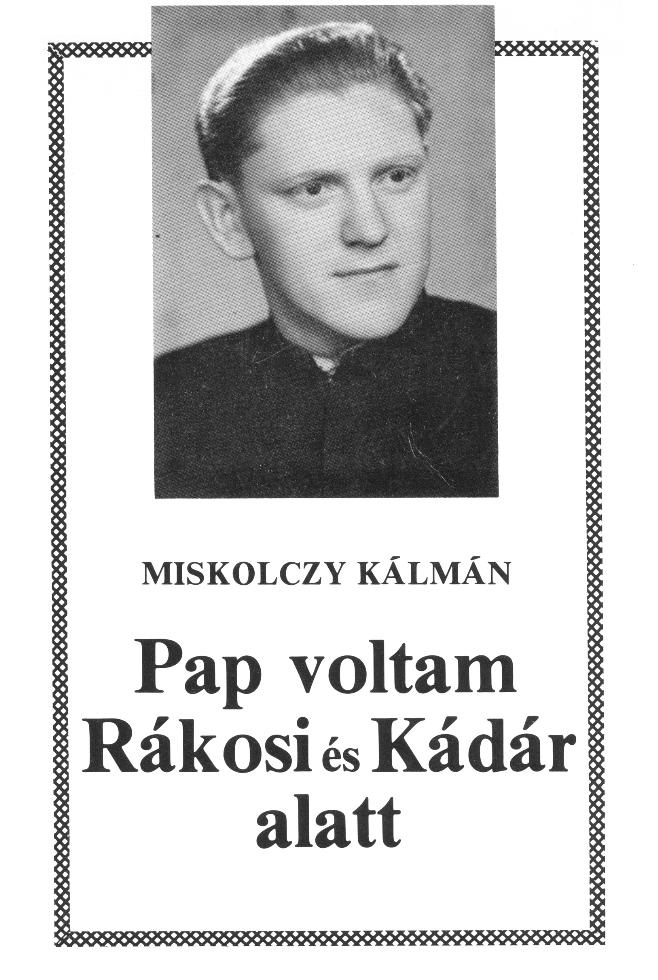 MISKOLCZY KÁLMÁN
Pap voltam
Rákosi és Kádár
alatt